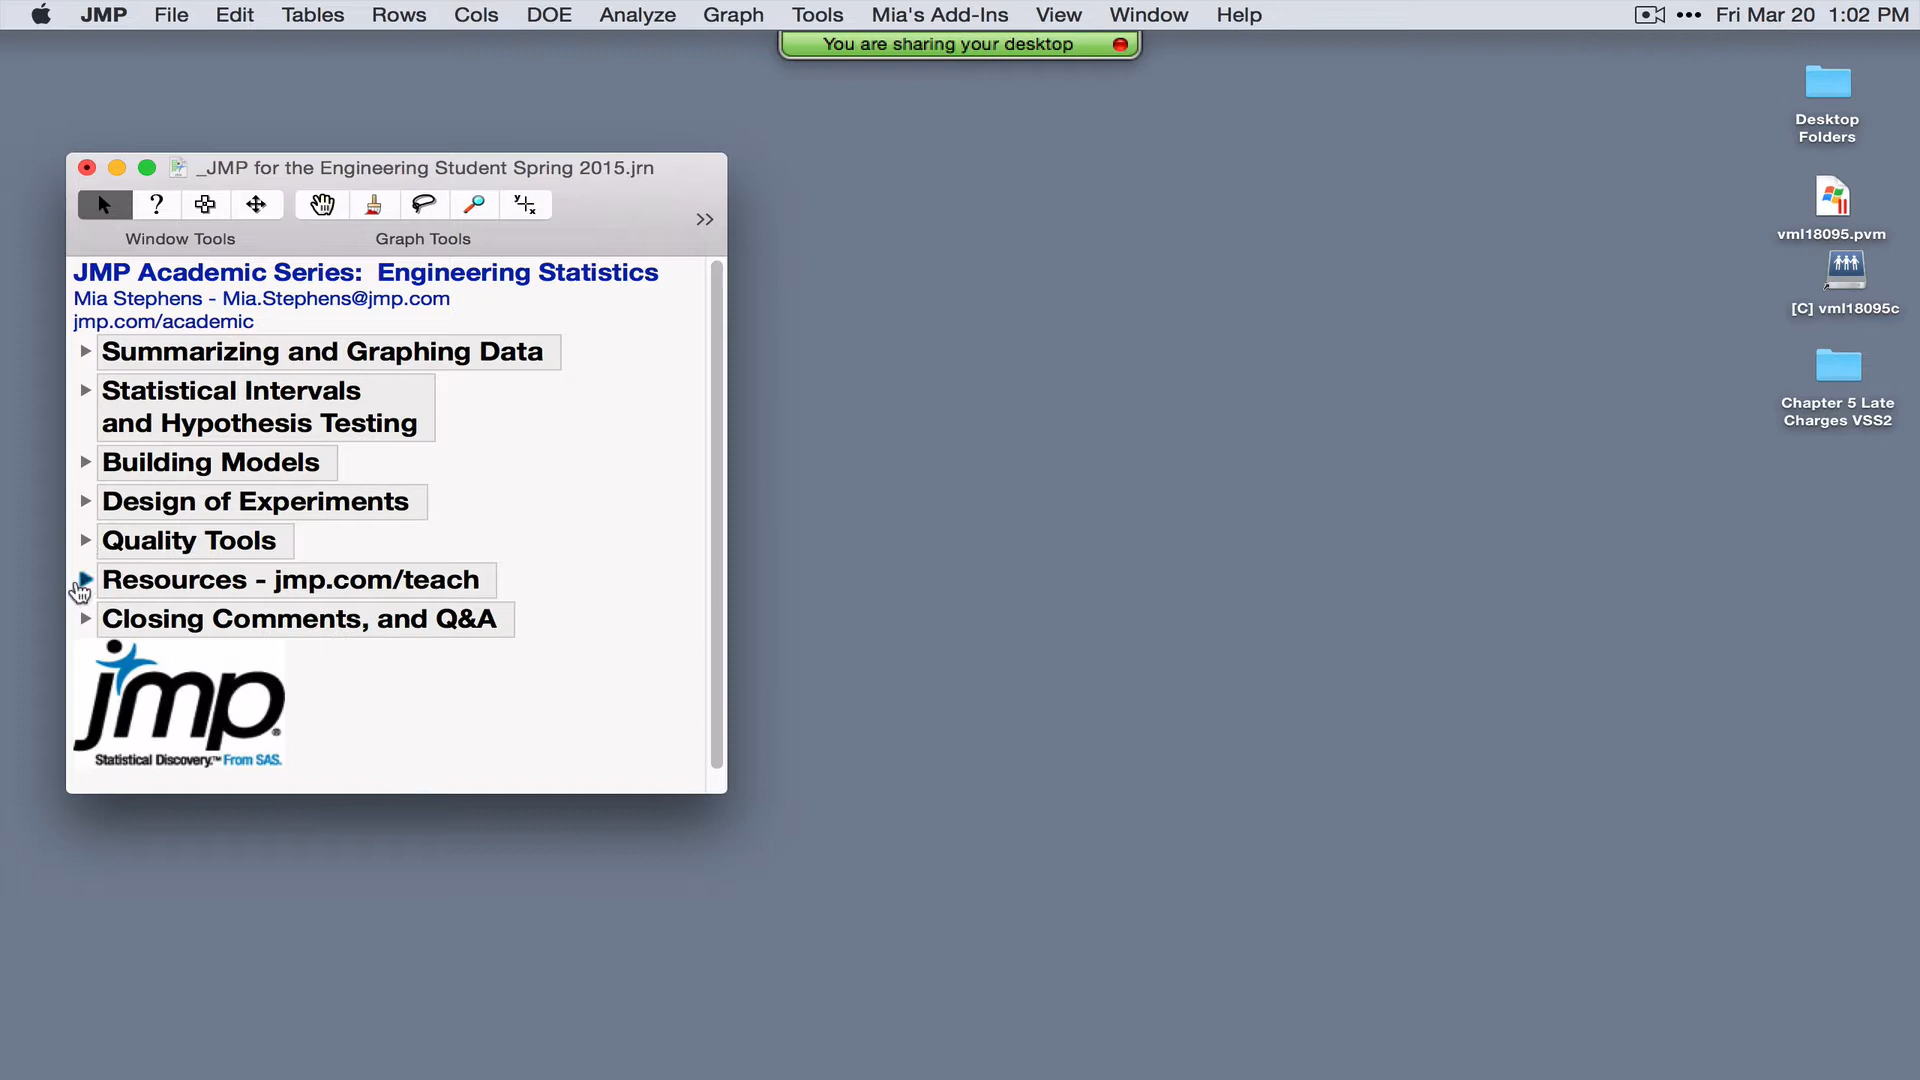 JMP File Edit Tables Rows Cols DOE Analyze Graph Tools Mia's Add-Ins View Window Help Fri Mar 20 1:02 PM
You are sharing your desktop
_JMP for the Engineering Student Spring 2015.jrn
Window Tools Graph Tools
JMP Academic Series: Engineering Statistics
Mia Stephens - Mia.Stephens@jmp.com
jmp.com/academic
Summarizing and Graphing Data
Statistical Intervals
and Hypothesis Testing
Building Models
Design of Experiments
Quality Tools
Resources - jmp.com/teach
Closing Comments, and Q&A
jmp®
Statistical Discovery.™ From SAS.
Desktop
Folders
vml18095.pvm
[C] vml18095c
Chapter 5 Late
Charges VSS2